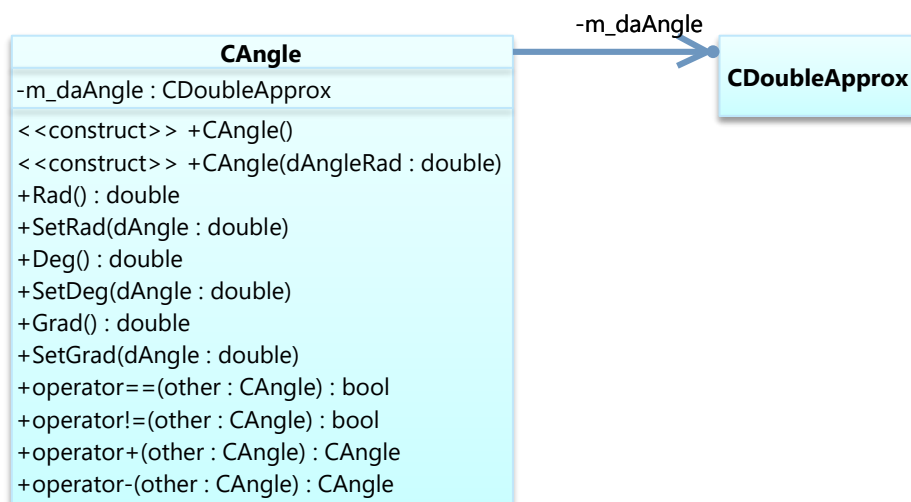 -m_daAngle
CAngle
CDoubleApprox
-m_daAngle : CDoubleApprox
<<construct>> +CAngle()
<<construct>> +CAngle(dAngleRad : double)
+Rad() : double
+SetRad(dAngle : double)
+Deg() : double
+SetDeg(dAngle : double)
+Grad() : double
+SetGrad(dAngle : double)
+operator==(other : CAngle) : bool
+operator!=(other : CAngle) : bool
+operator+(other : CAngle) : CAngle
+operator-(other : CAngle) : CAngle